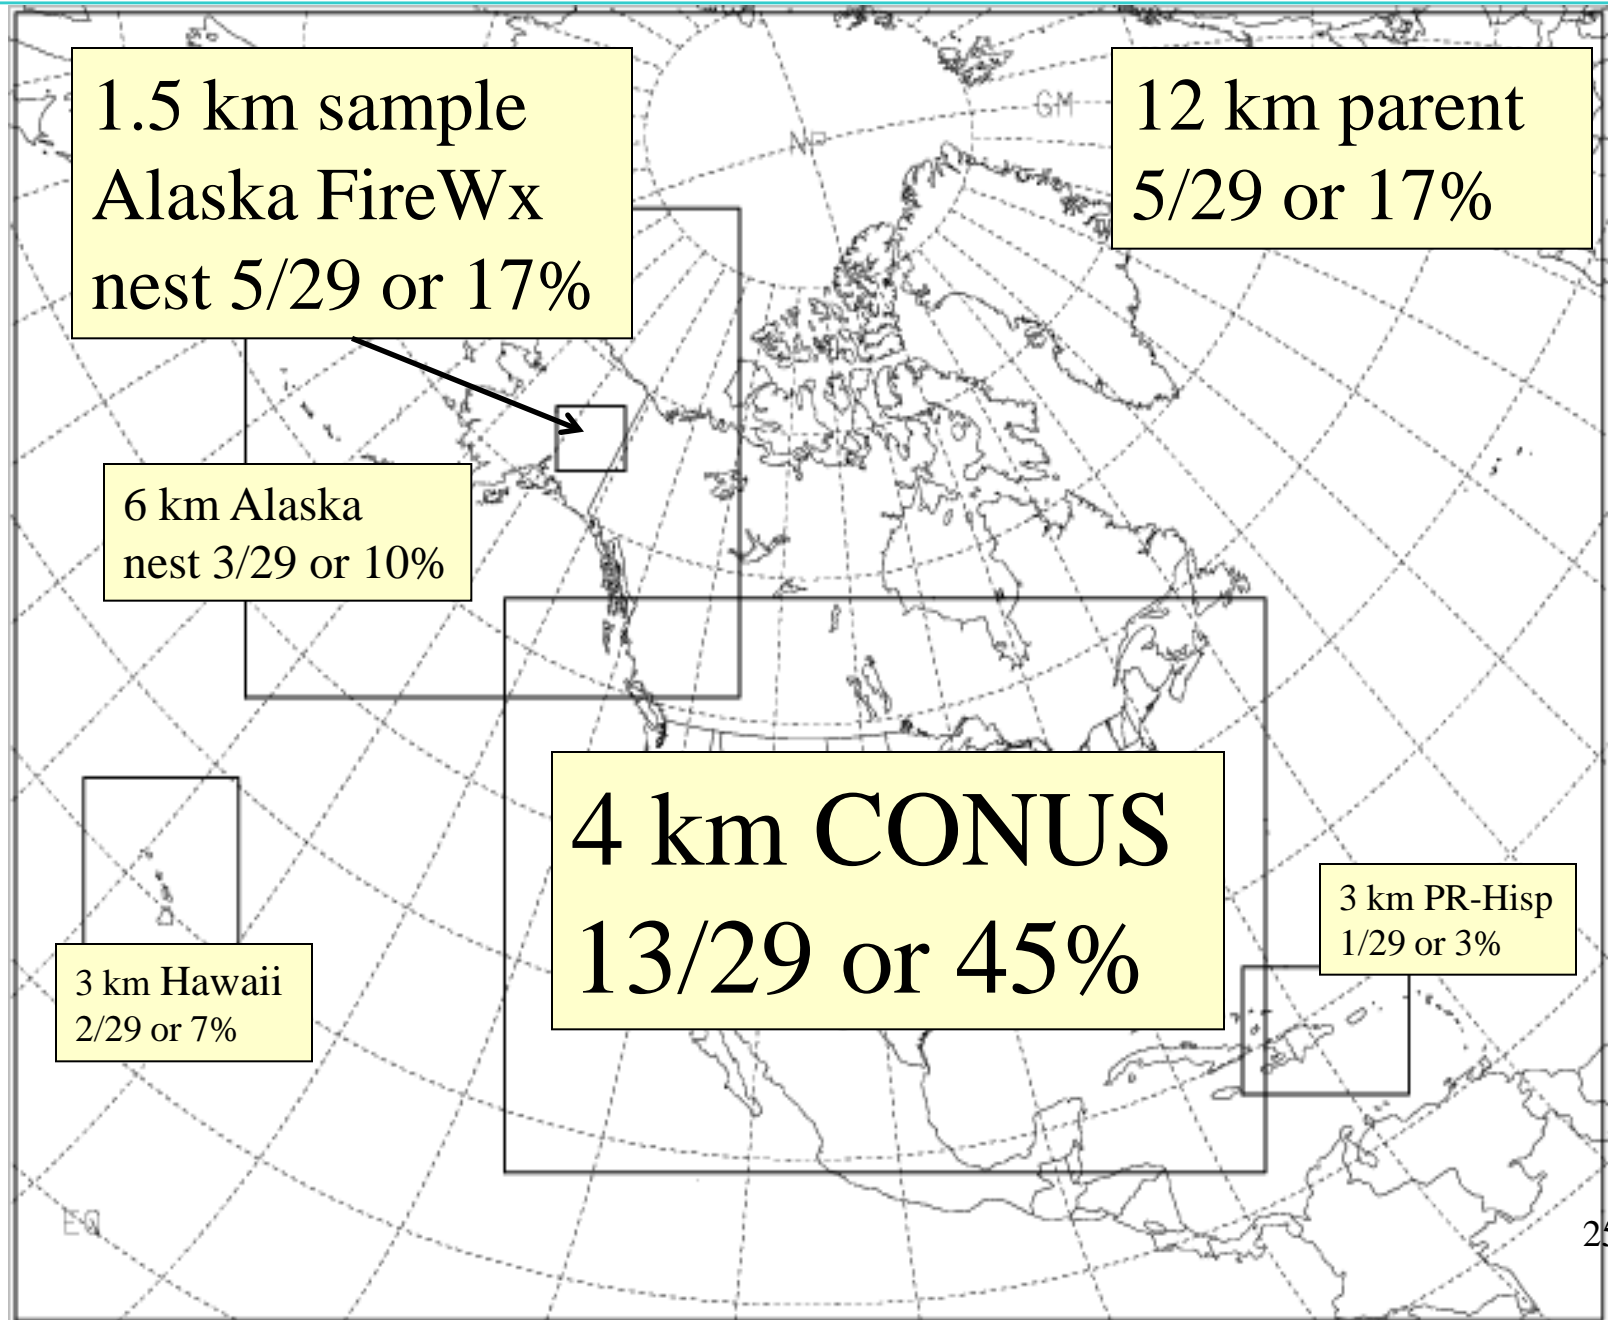 1.5 km sample
Alaska FireWx
nest 5/29 or 17%
12 km parent
5/29 or 17%
GM
NP
6 km Alaska
nest 3/29 or 10%
4 km CONUS
13/29 or 45%
3 km PR-Hisp
1/29 or 3%
3 km Hawaii
2/29 or 7%
EQ
25